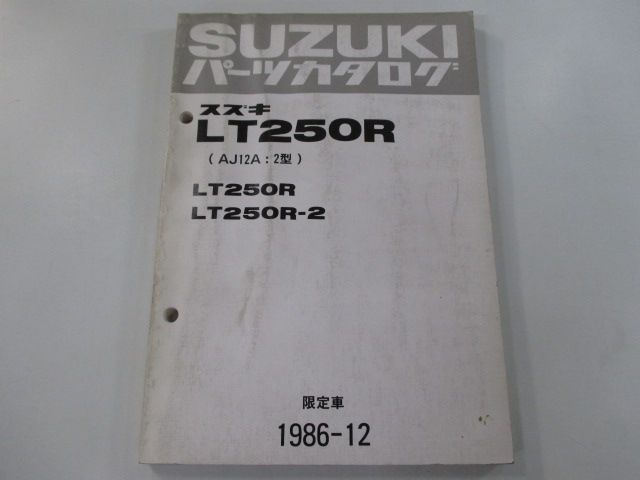 SUZUKI
パーツカタログ
スズキ
LT250R
(AJ12A:2型)
LT250R
LT250R-2
限定車
1986-12